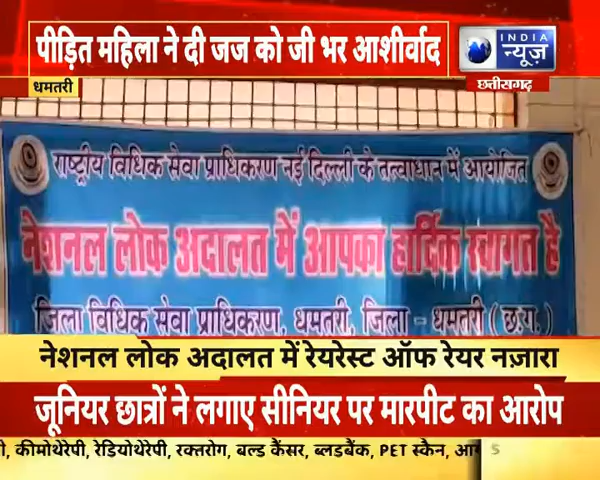 पीड़ित महिला ने दी जज को जी भर आशीर्वाद
INDIA
न्यूज़
धमतरी
छत्तीसगढ़
राष्ट्रीय विधिक सेवा प्राधिकरण नई दिल्ली के तत्वाधान में आयोजित
नेशनल लोक अदालत में आपका हार्दिक स्वागत है
जिला विधिक सेवा प्राधिकरण, धमतरी, जिला - धमतरी ( छ.ग. )
नेशनल लोक अदालत में रेयरेस्ट ऑफ रेयर नज़ारा
जूनियर छात्रों ने लगाए सीनियर पर मारपीट का आरोप
कीमोथेरेपी, रेडियोथेरेपी, रक्तरोग, बल्ड कैंसर, ब्लडबैंक, PET स्कैन,